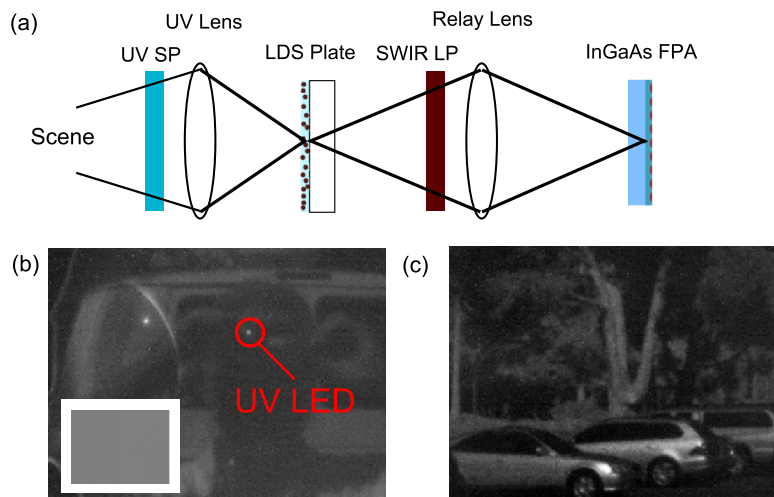 (a)
UV Lens
Relay Lens
UV SP
LDS Plate
SWIR LP
InGaAs FPA
Scene
(b)
(c)
UV LED